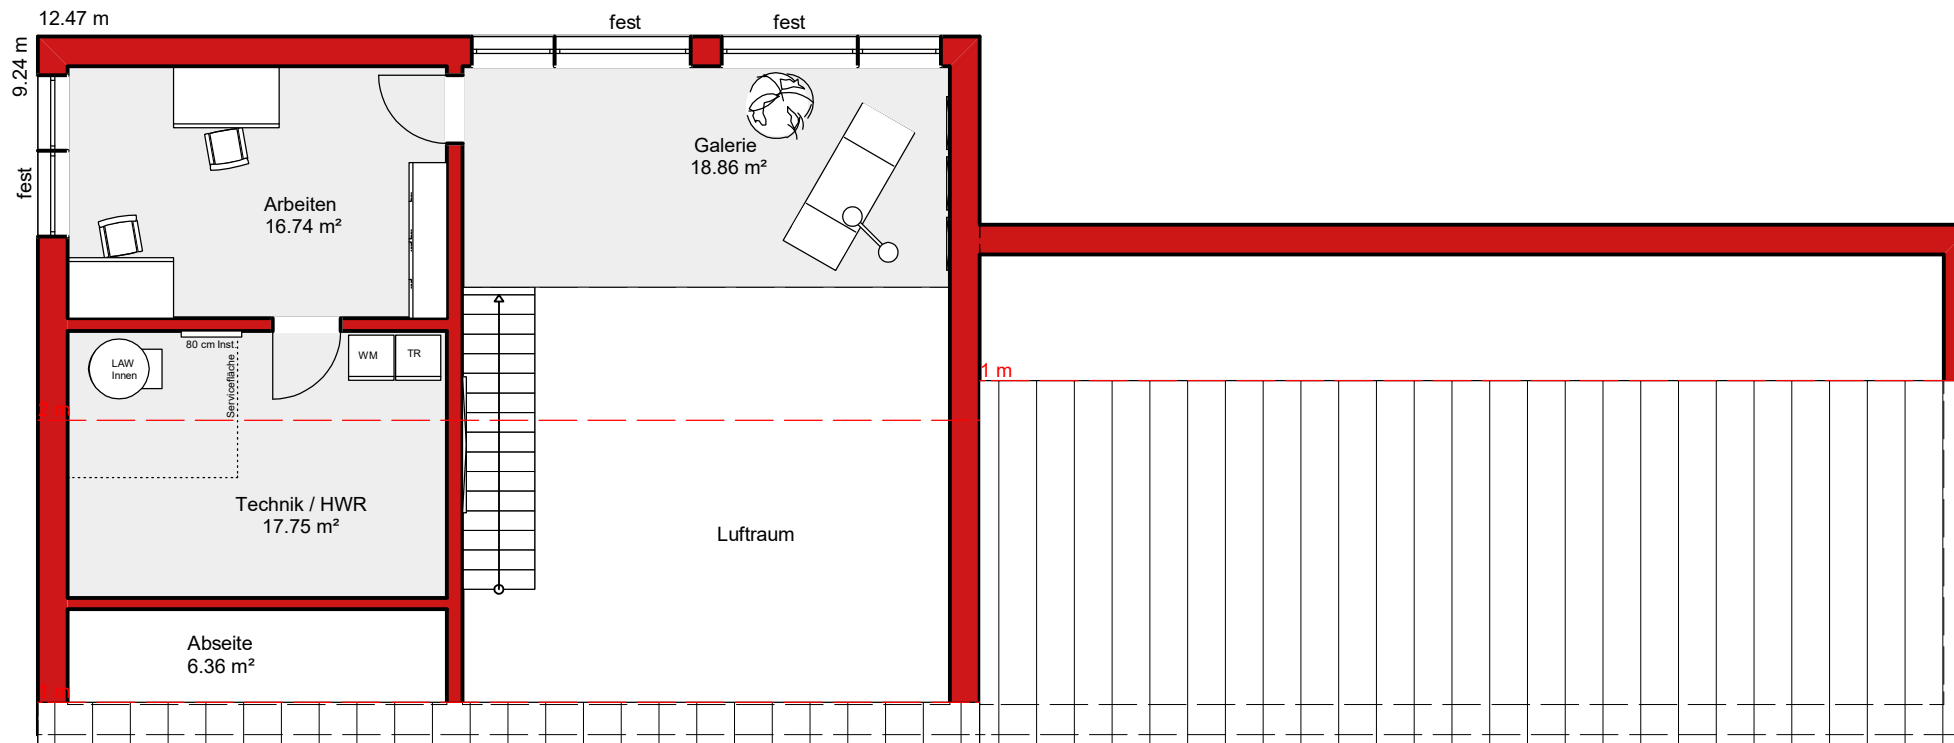 12.47 m
fest
fest
9.24 m
fest
Galerie
18.86 m²
Arbeiten
16.74 m²
80 cm Inst.
WM
TR
LAW
Innen
Servicefläche
1 m
Technik / HWR
17.75 m²
Luftraum
Abseite
6.36 m²